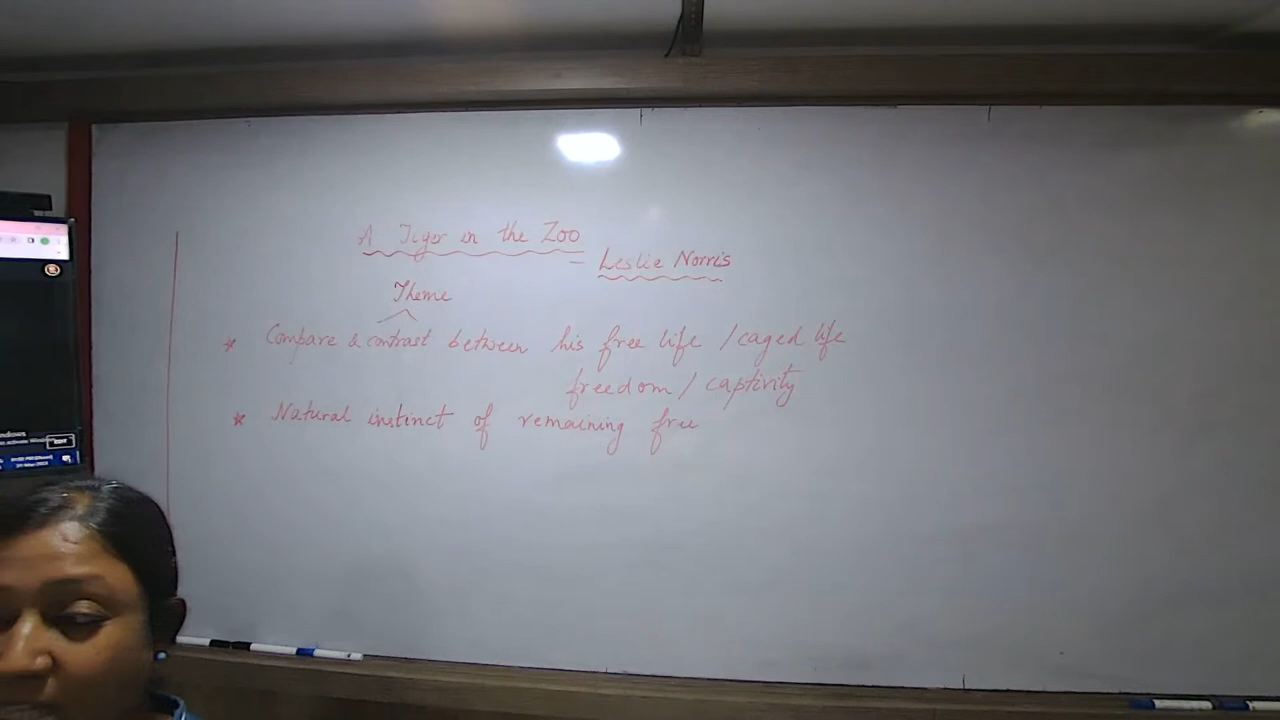 A Tiger in the Zoo
- Leslie Norris
Theme
* Compare & contrast between his free life / caged life
freedom / captivity
* Natural instinct of remaining free